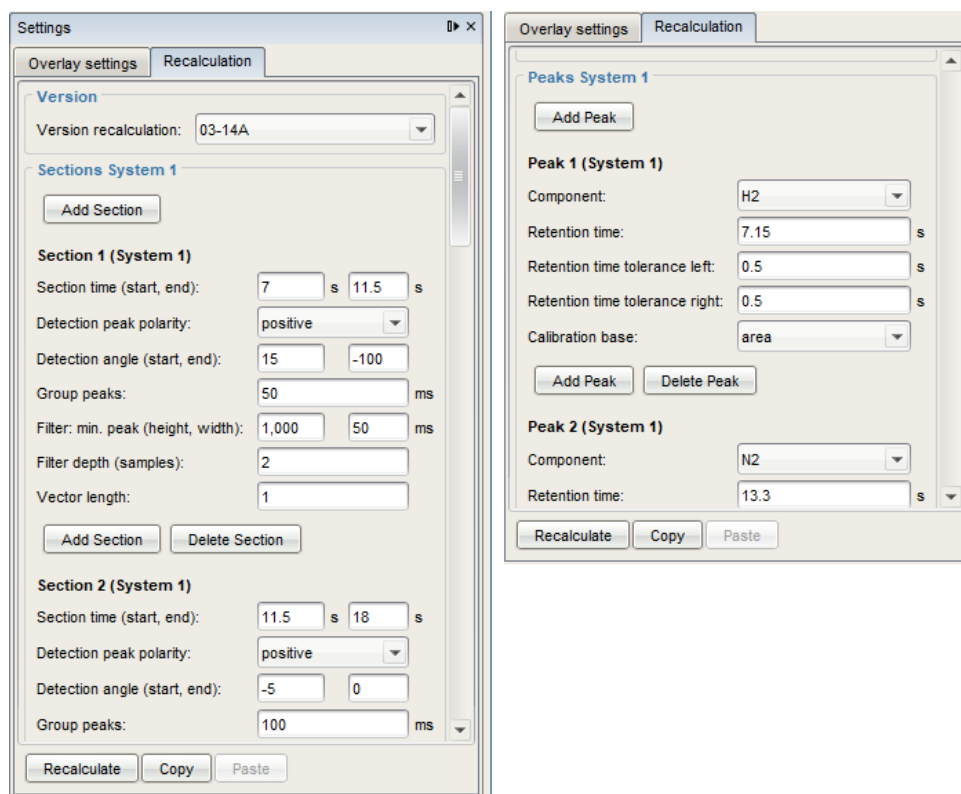 Settings
Overlay settings Recalculation
Version
Version recalculation: 03-14A
Sections System 1
Add Section
Section 1 (System 1)
Section time (start, end): 7 s 11.5 s
Detection peak polarity: positive
Detection angle (start, end): 15 -100
Group peaks: 50 ms
Filter: min. peak (height, width): 1,000 50 ms
Filter depth (samples): 2
Vector length: 1
Add Section Delete Section
Section 2 (System 1)
Section time (start, end): 11.5 s 18 s
Detection peak polarity: positive
Detection angle (start, end): -5 0
Group peaks: 100 ms
Recalculate Copy Paste
Overlay settings Recalculation
Peaks System 1
Add Peak
Peak 1 (System 1)
Component: H2
Retention time: 7.15 s
Retention time tolerance left: 0.5 s
Retention time tolerance right: 0.5 s
Calibration base: area
Add Peak Delete Peak
Peak 2 (System 1)
Component: N2
Retention time: 13.3 s
Recalculate Copy Paste